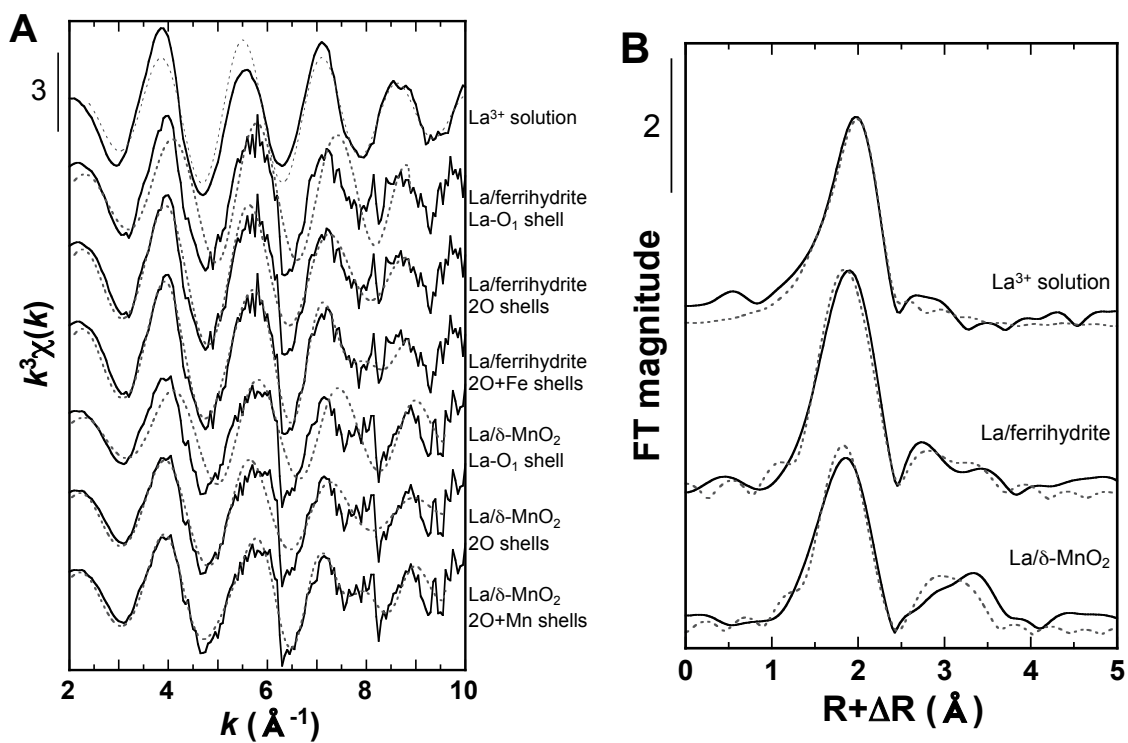 A
3
k³χ(k)
La³⁺ solution
La/ferrihydrite
La-O₁ shell
La/ferrihydrite
2O shells
La/ferrihydrite
2O+Fe shells
La/δ-MnO₂
La-O₁ shell
La/δ-MnO₂
2O shells
La/δ-MnO₂
2O+Mn shells
2 4 6 8 10
k (Å⁻¹)
B
2
FT magnitude
La³⁺ solution
La/ferrihydrite
La/δ-MnO₂
0 1 2 3 4 5
R+ΔR (Å)